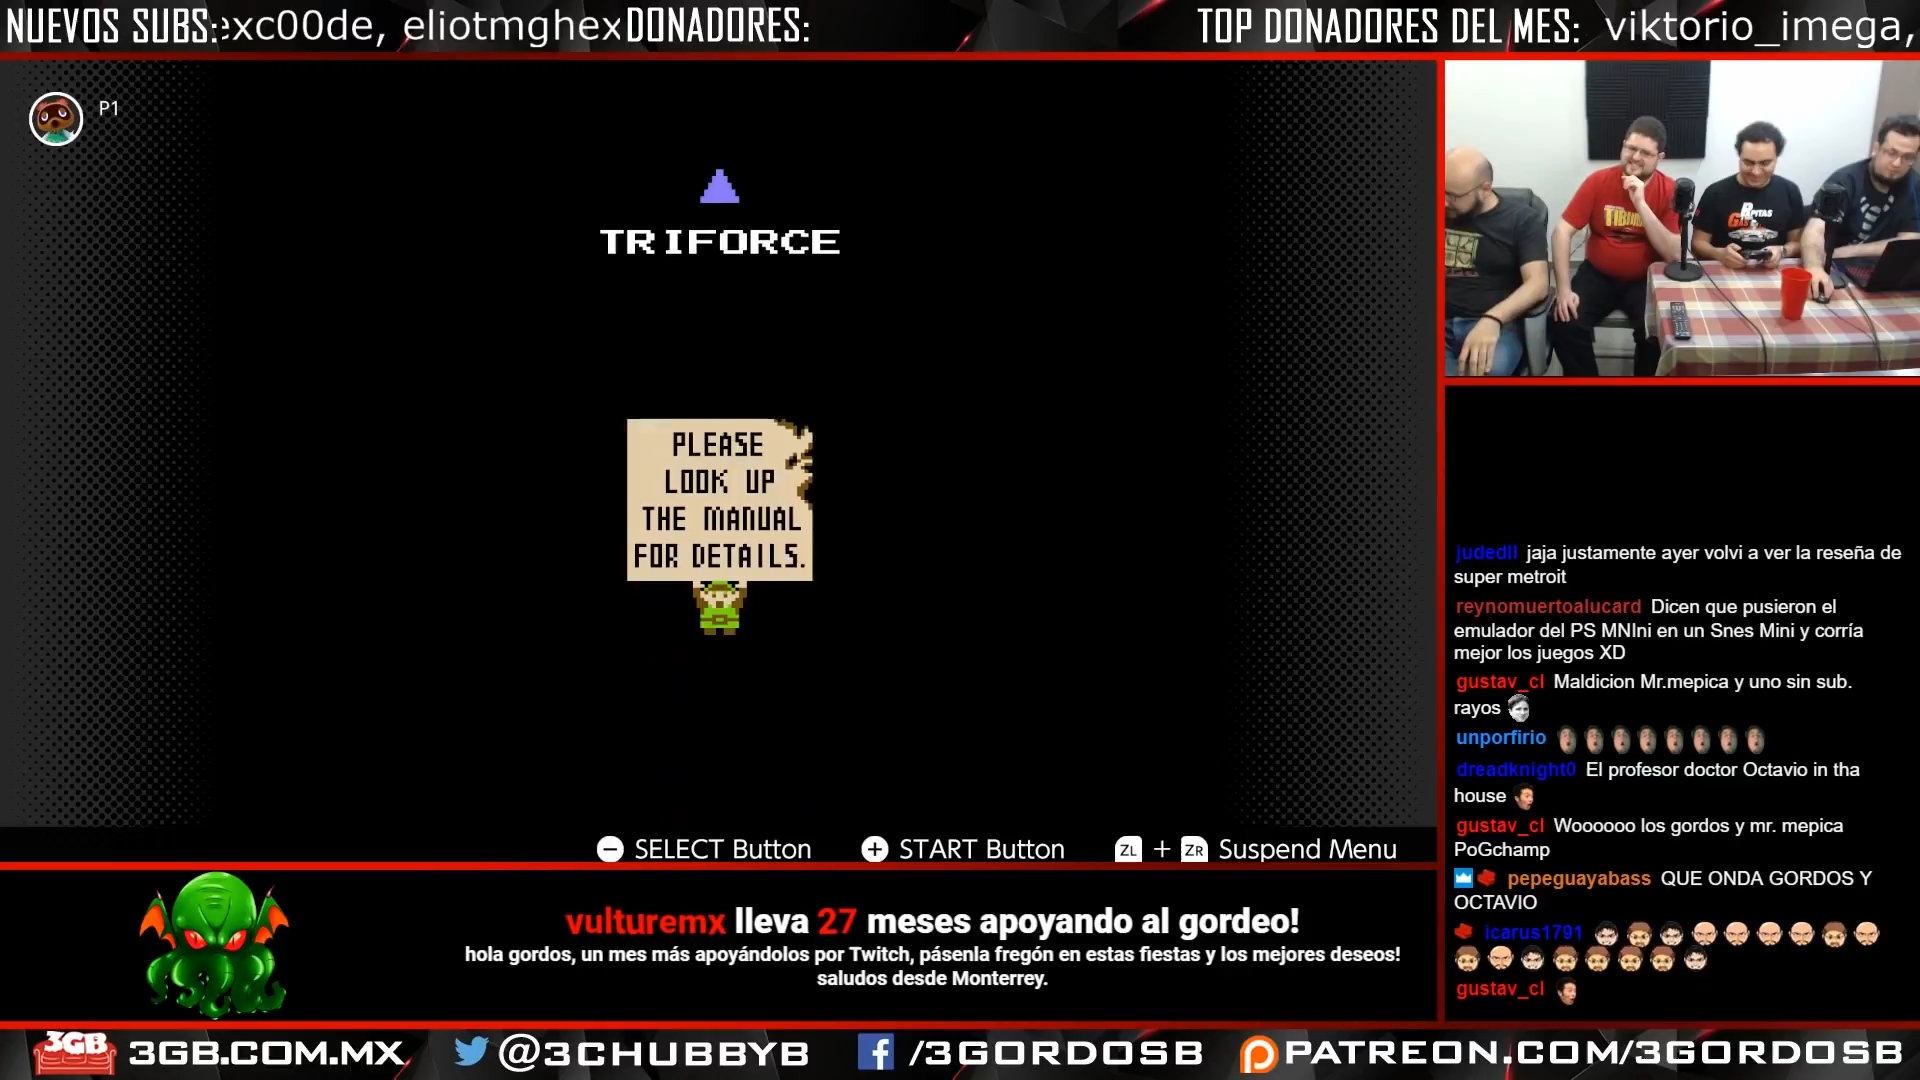 NUEVOS SUBS:
exc00de, eliotmghex
DONADORES:
TOP DONADORES DEL MES:
viktorio_imega,
P1
TRIFORCE
PLEASE
LOOK UP
THE MANUAL
FOR DETAILS.
SELECT Button
START Button
ZL + ZR Suspend Menu
judedll jaja justamente ayer volvi a ver la reseña de
super metroit
reynomuertoalucard Dicen que pusieron el
emulador del PS MNIni en un Snes Mini y corría
mejor los juegos XD
gustav_cl Maldicion Mr.mepica y uno sin sub.
rayos
unporfirio
dreadknight0 El profesor doctor Octavio in tha
house
gustav_cl Woooooo los gordos y mr. mepica
PoGchamp
pepeguayabass QUE ONDA GORDOS Y
OCTAVIO
icarus1791
gustav_cl
vulturemx lleva 27 meses apoyando al gordeo!
hola gordos, un mes más apoyándolos por Twitch, pásenla fregón en estas fiestas y los mejores deseos!
saludos desde Monterrey.
3GB
3GB.COM.MX
@3CHUBBYB
/3GORDOSB
PATREON.COM/3GORDOSB